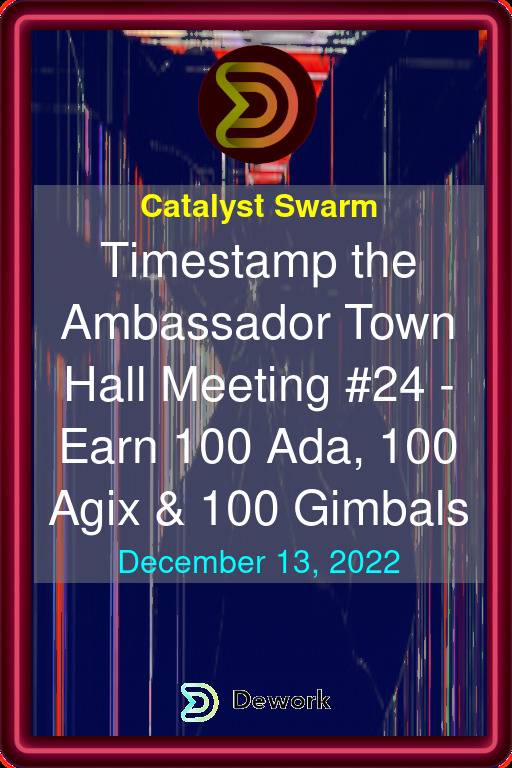 Catalyst Swarm
Timestamp the
Ambassador Town
Hall Meeting #24 -
Earn 100 Ada, 100
Agix & 100 Gimbals
December 13, 2022
Dework